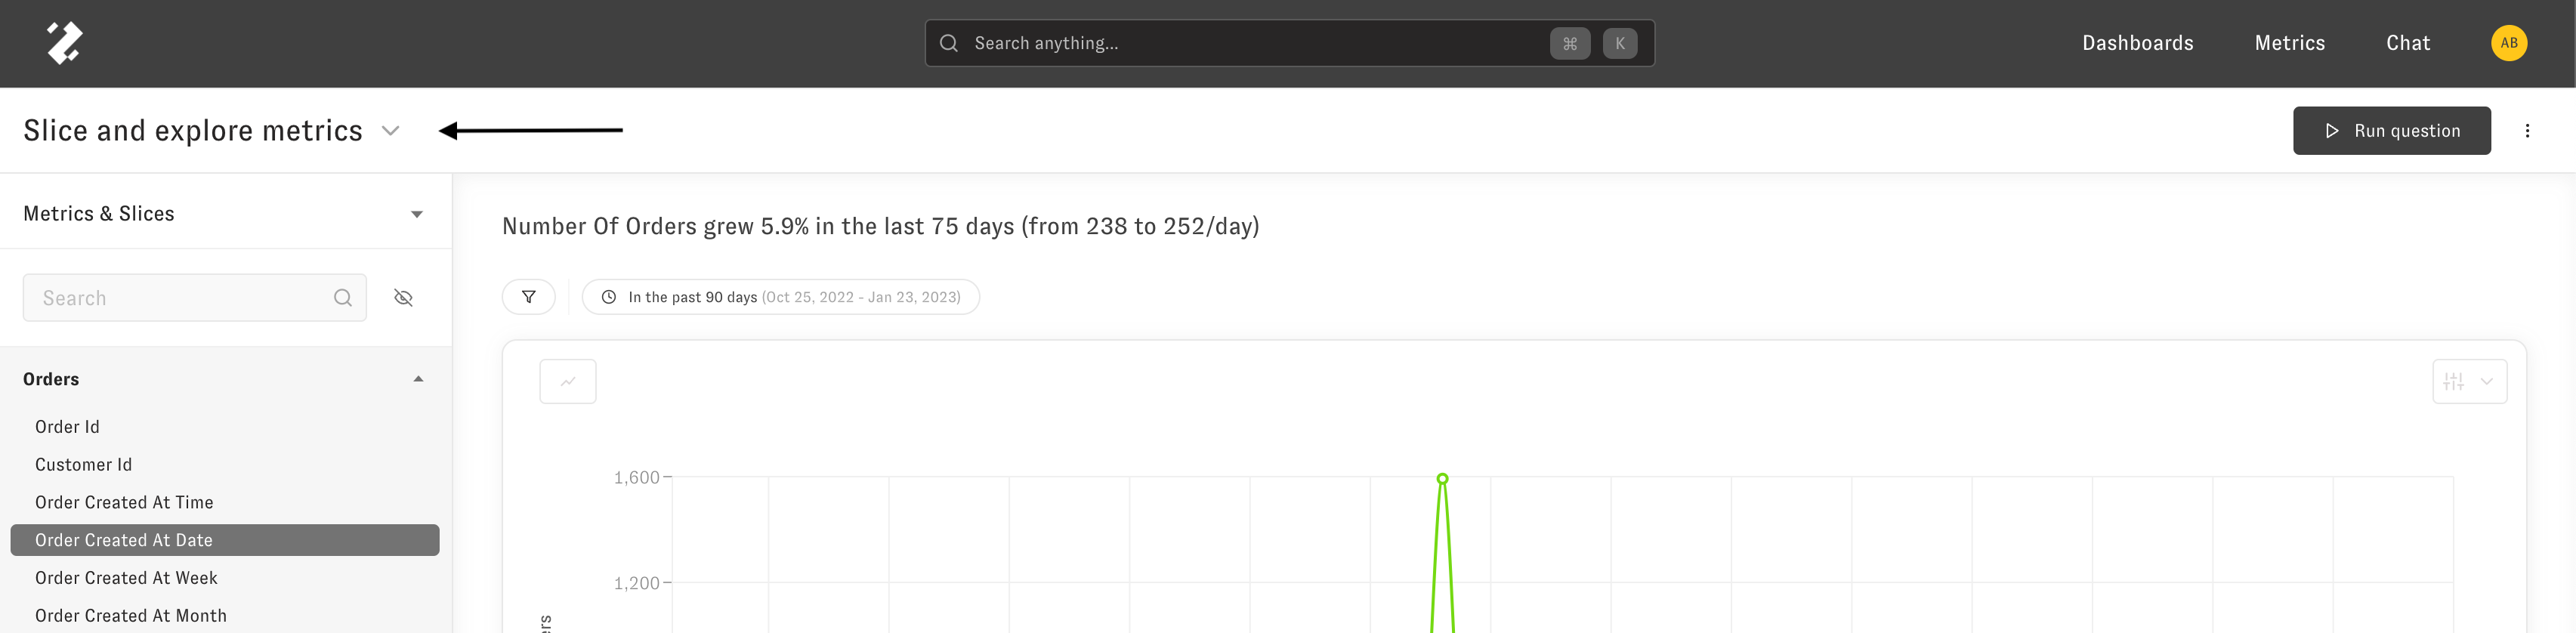 Search anything...
⌘ K
Dashboards
Metrics
Chat
AB
Slice and explore metrics
Run question
Metrics & Slices
Search
Orders
Order Id
Customer Id
Order Created At Time
Order Created At Date
Order Created At Week
Order Created At Month
Number Of Orders grew 5.9% in the last 75 days (from 238 to 252/day)
In the past 90 days (Oct 25, 2022 - Jan 23, 2023)
1,600
1,200